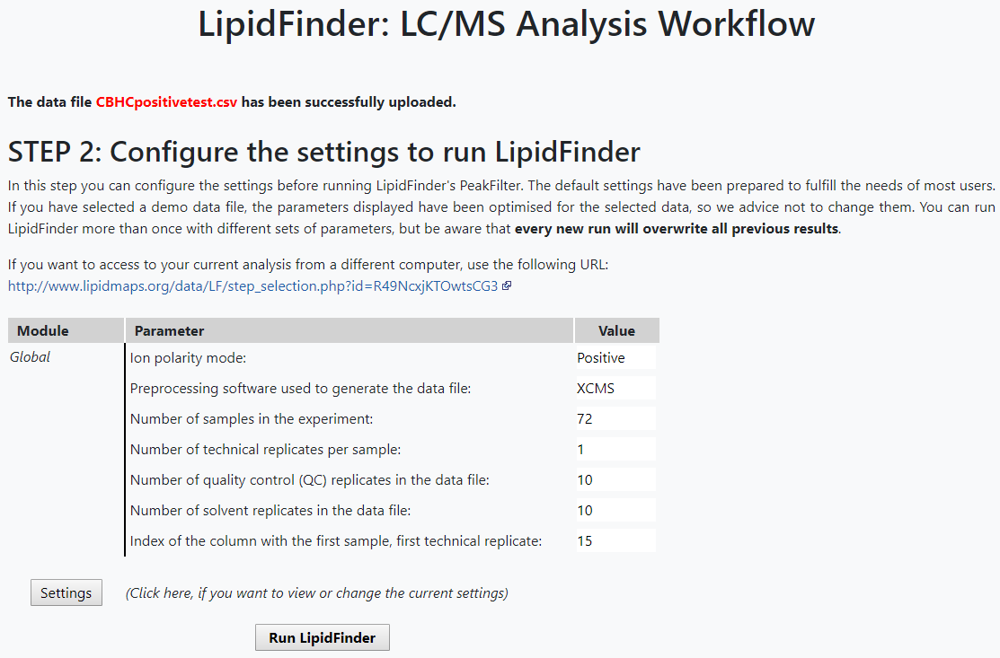 LipidFinder: LC/MS Analysis Workflow
The data file CBHCpositivetest.csv has been successfully uploaded.
STEP 2: Configure the settings to run LipidFinder
In this step you can configure the settings before running LipidFinder's PeakFilter. The default settings have been prepared to fulfill the needs of most users.
If you have selected a demo data file, the parameters displayed have been optimised for the selected data, so we advice not to change them. You can run
LipidFinder more than once with different sets of parameters, but be aware that every new run will overwrite all previous results.
If you want to access to your current analysis from a different computer, use the following URL:
http://www.lipidmaps.org/data/LF/step_selection.php?id=R49NcxjKTOwtsCG3
Module Parameter Value
Global Ion polarity mode: Positive
Preprocessing software used to generate the data file: XCMS
Number of samples in the experiment: 72
Number of technical replicates per sample: 1
Number of quality control (QC) replicates in the data file: 10
Number of solvent replicates in the data file: 10
Index of the column with the first sample, first technical replicate: 15
Settings (Click here, if you want to view or change the current settings)
Run LipidFinder